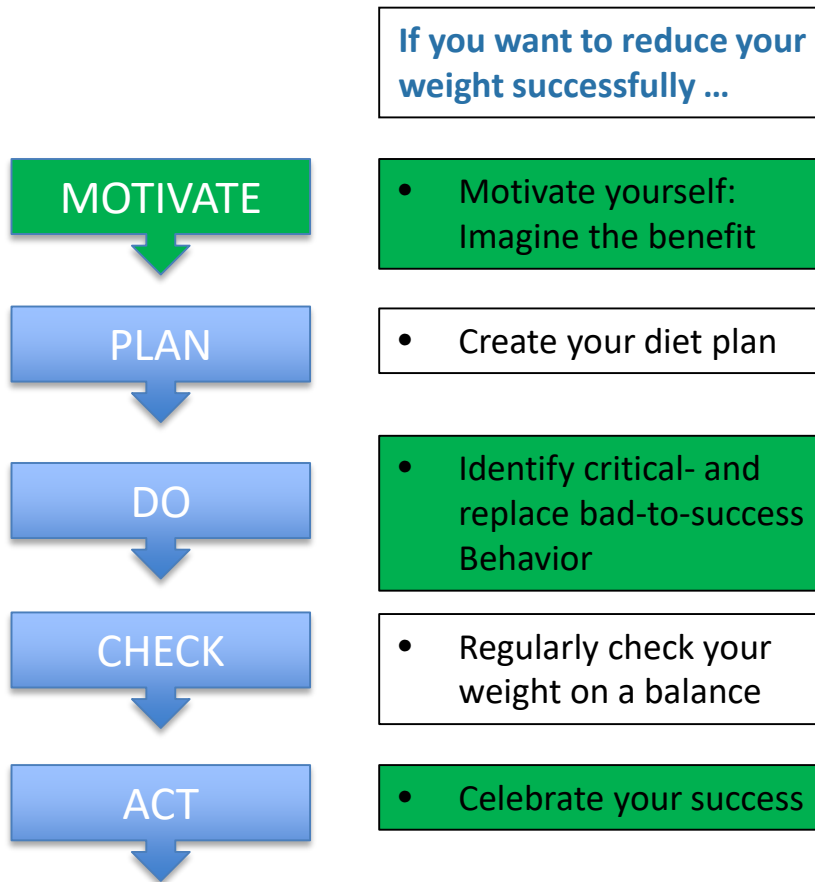 If you want to reduce your
weight successfully …
MOTIVATE
• Motivate yourself:
Imagine the benefit
PLAN
• Create your diet plan
DO
• Identify critical- and
replace bad-to-success
Behavior
CHECK
• Regularly check your
weight on a balance
ACT
• Celebrate your success